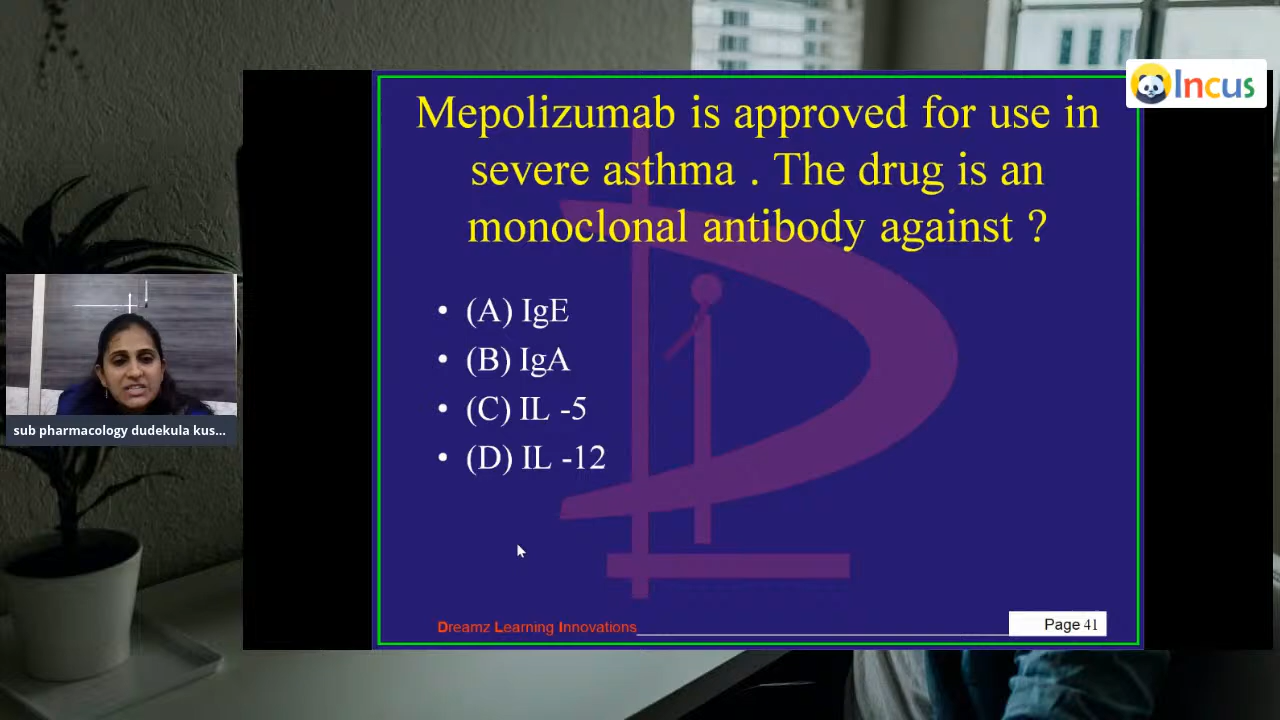 Incus
Mepolizumab is approved for use in
severe asthma . The drug is an
monoclonal antibody against ?
• (A) IgE
• (B) IgA
• (C) IL -5
• (D) IL -12
sub pharmacology dudekula kus...
Dreamz Learning Innovations
Page 41